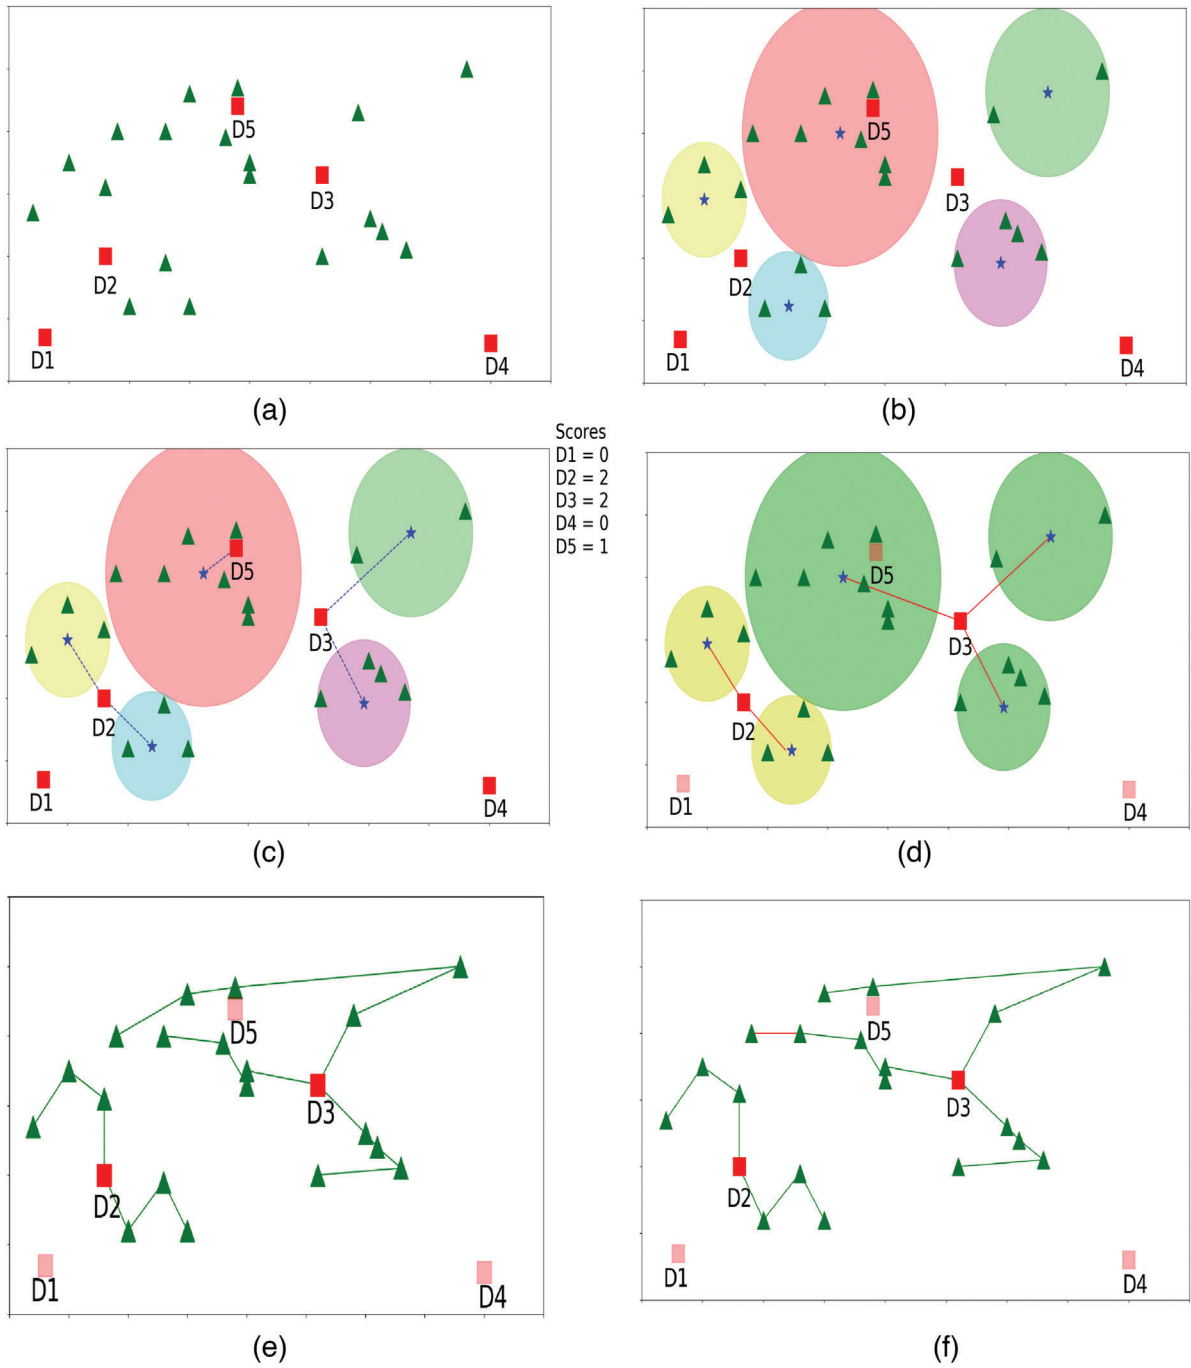 D5
D3
D2
D1
D4
(a)
D5
D3
D2
D1
D4
(b)
Scores
D1 = 0
D2 = 2
D3 = 2
D4 = 0
D5 = 1
D5
D3
D2
D1
D4
(c)
D5
D3
D2
D1
D4
(d)
D5
D3
D2
D1
D4
(e)
D5
D3
D2
D1
D4
(f)